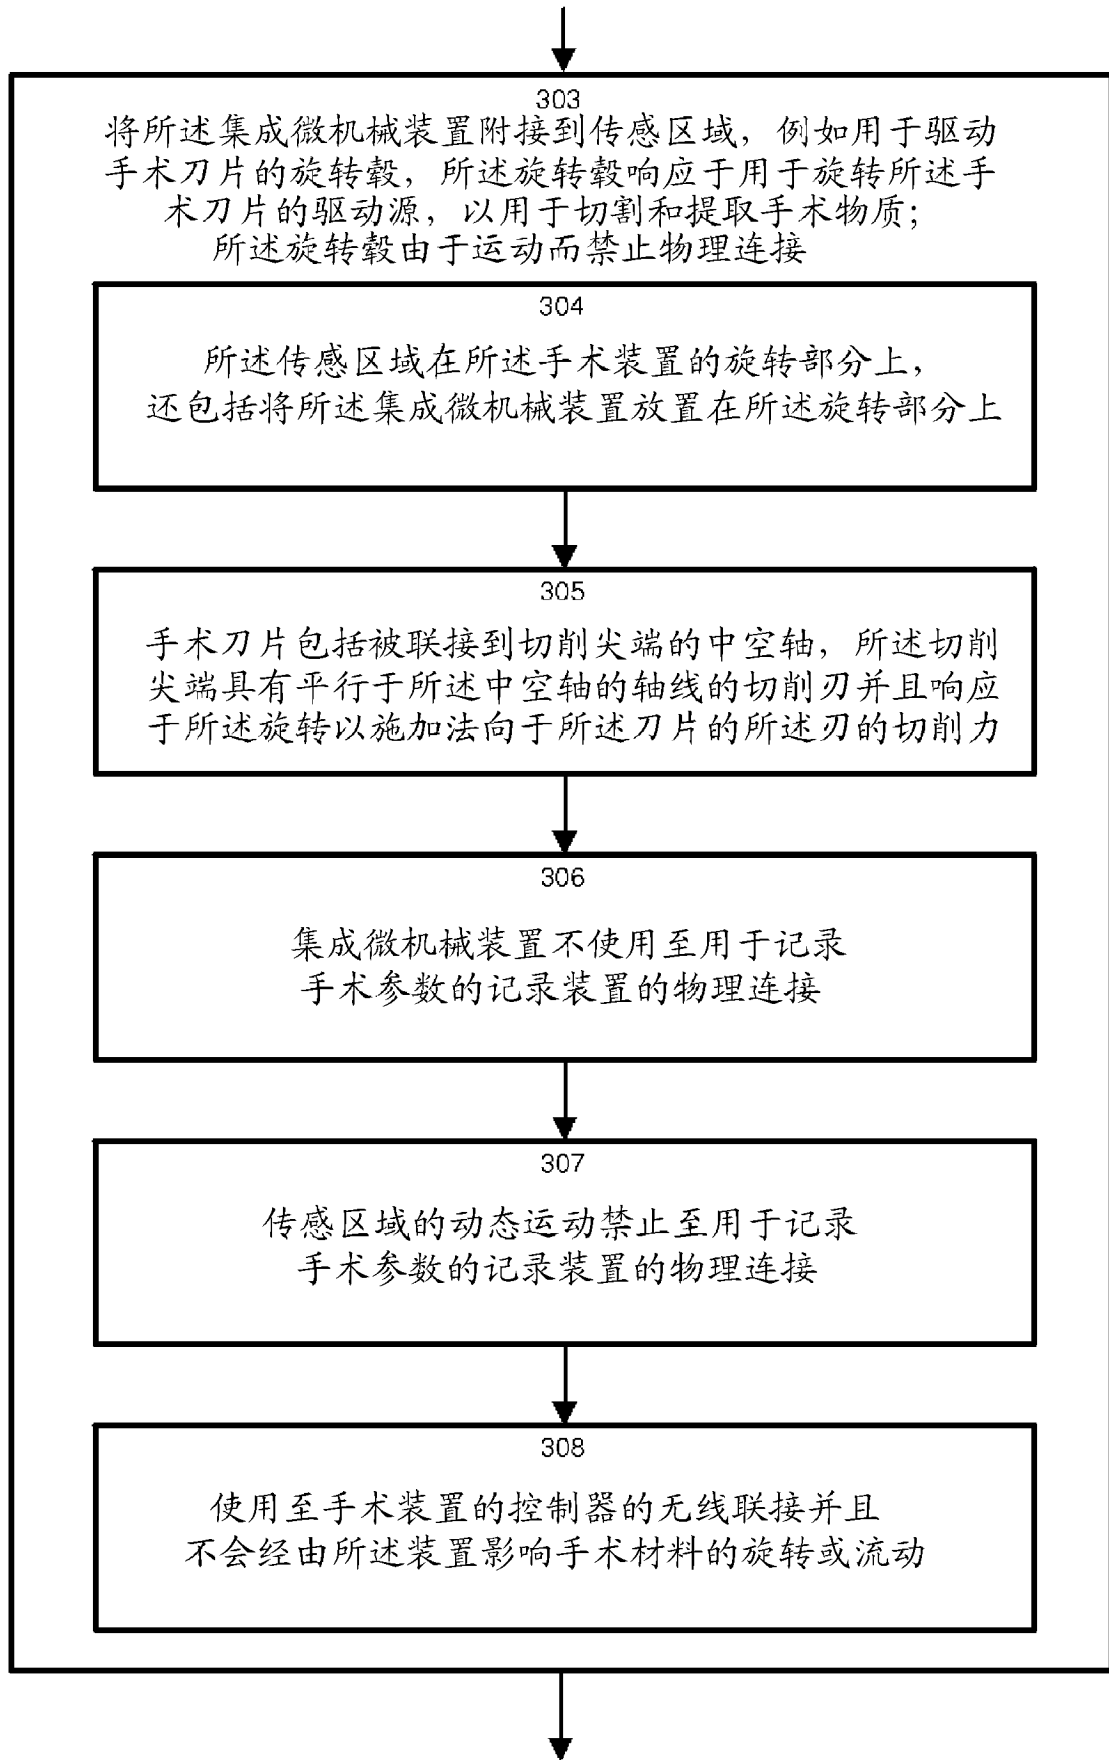 303
将所述集成微机械装置附接到传感区域，例如用于驱动
手术刀片的旋转毂，所述旋转毂响应于用于旋转所述手
术刀片的驱动源，以用于切割和提取手术物质；
所述旋转毂由于运动而禁止物理连接
304
所述传感区域在所述手术装置的旋转部分上，
还包括将所述集成微机械装置放置在所述旋转部分上
305
手术刀片包括被联接到切削尖端的中空轴，所述切削
尖端具有平行于所述中空轴的轴线的切削刃并且响应
于所述旋转以施加法向于所述刀片的所述刃的切削力
306
集成微机械装置不使用至用于记录
手术参数的记录装置的物理连接
307
传感区域的动态运动禁止至用于记录
手术参数的记录装置的物理连接
308
使用至手术装置的控制器的无线联接并且
不会经由所述装置影响手术材料的旋转或流动